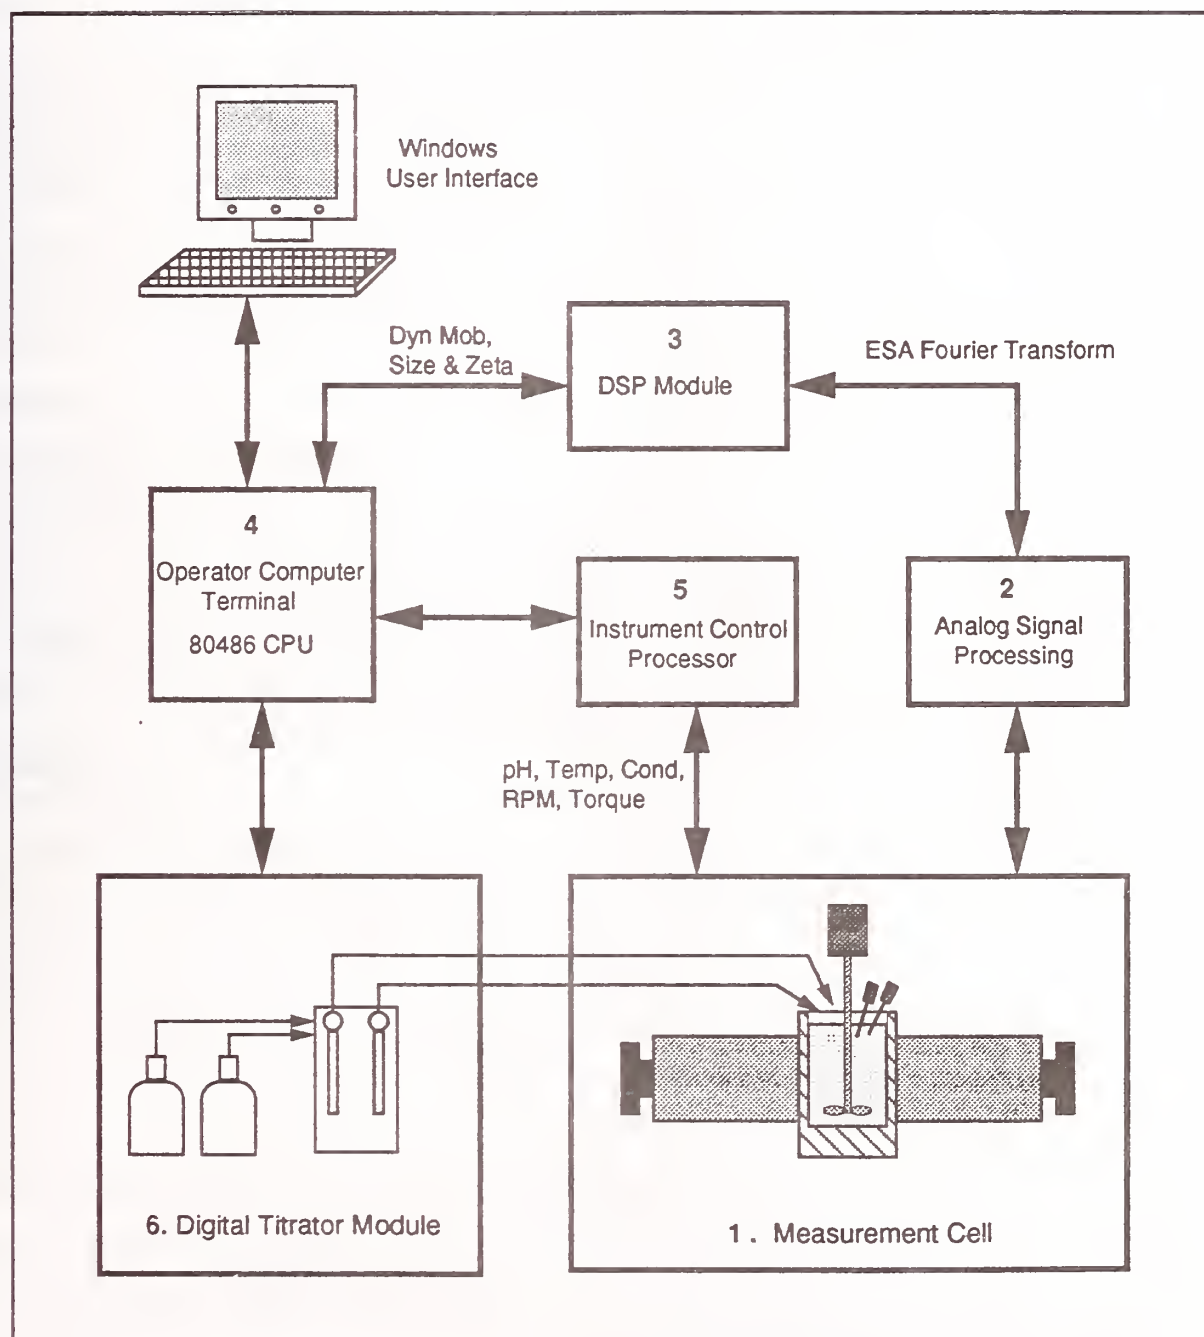 Windows
User Interface
Dyn Mob,
Size & Zeta
3
DSP Module
ESA Fourier Transform
4
Operator Computer
Terminal
80486 CPU
5
Instrument Control
Processor
2
Analog Signal
Processing
pH, Temp, Cond,
RPM, Torque
6. Digital Titrator Module
1. Measurement Cell